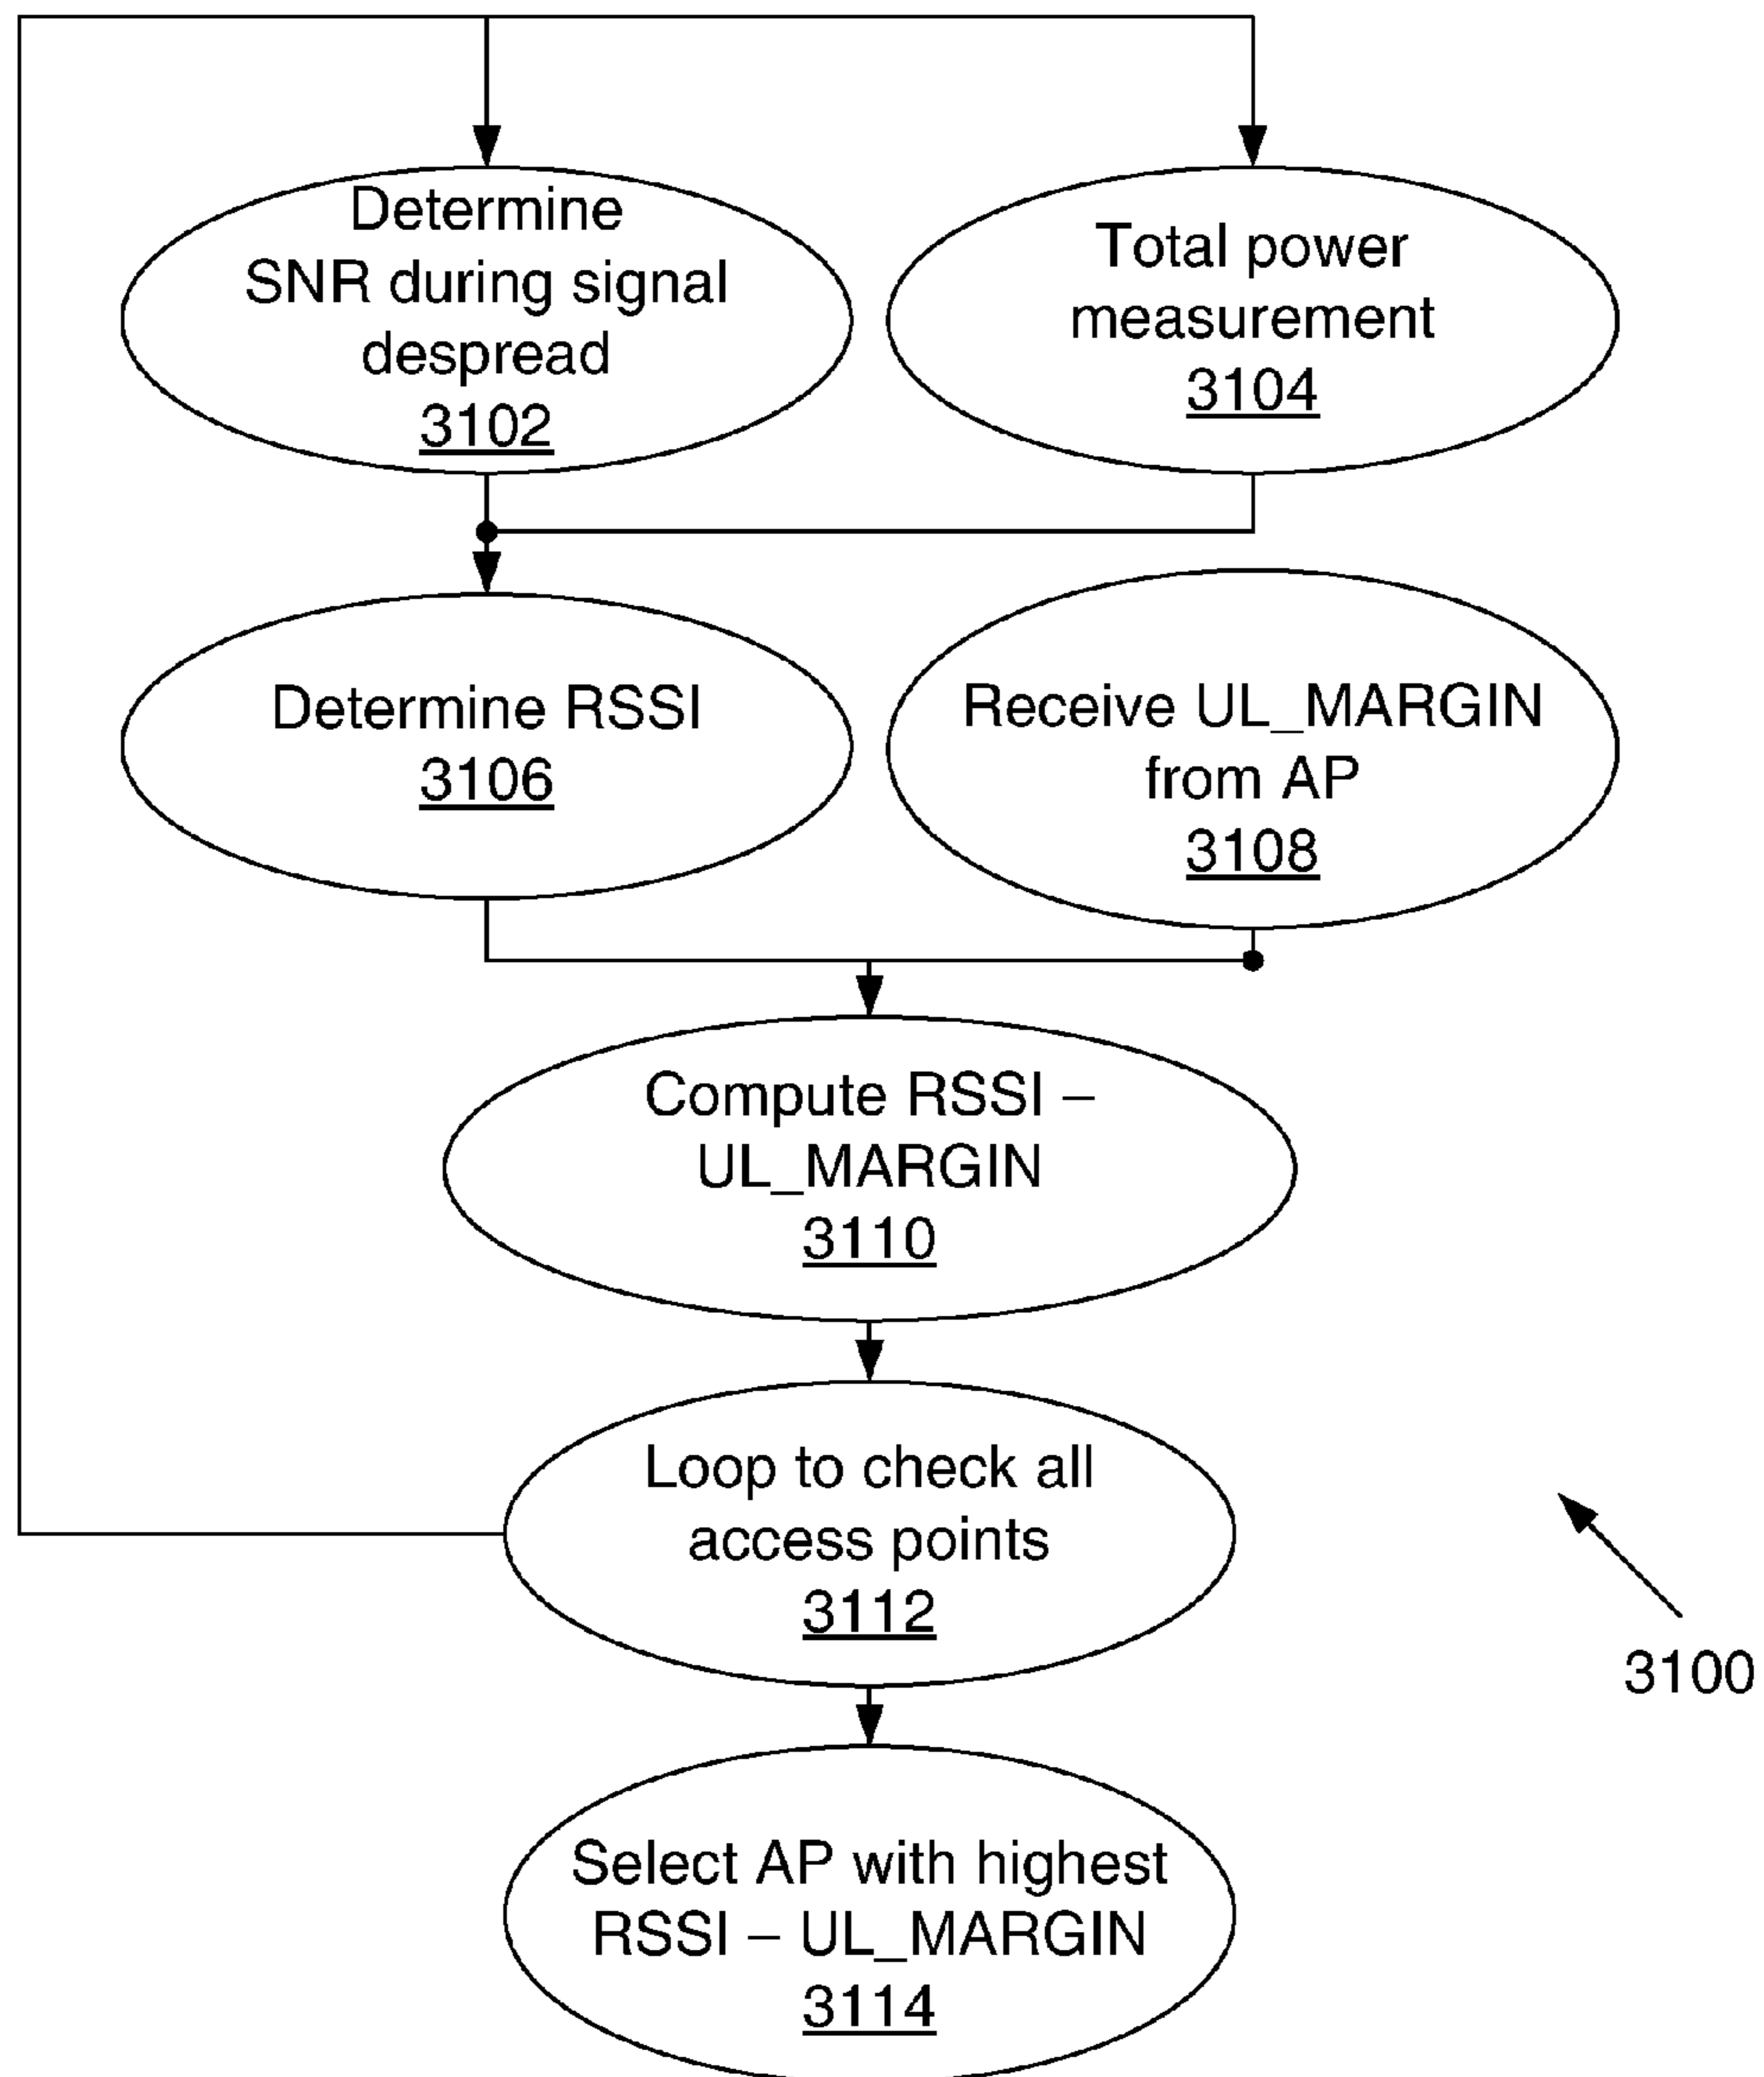 Determine
SNR during signal
despread
3102
Total power
measurement
3104
Determine RSSI
3106
Receive UL_MARGIN
from AP
3108
Compute RSSI –
UL_MARGIN
3110
Loop to check all
access points
3112
3100
Select AP with highest
RSSI – UL_MARGIN
3114